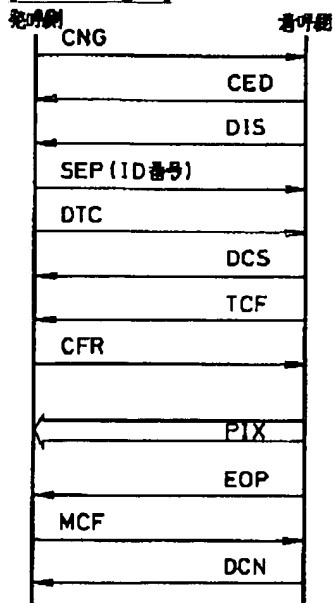 発呼側
着呼側
CNG
CED
DIS
SEP (ID番号)
DTC
DCS
TCF
CFR
PIX
EOP
MCF
DCN